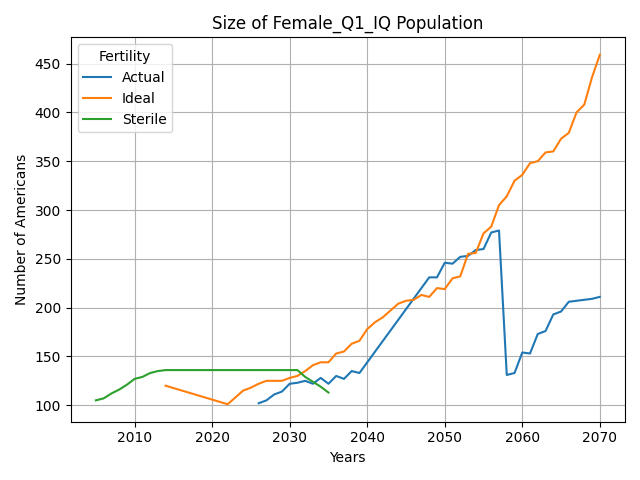 Size of Female_Q1_IQ Population
Fertility
Actual
Ideal
Sterile
Number of Americans
450
400
350
300
250
200
150
100
2010
2020
2030
2040
2050
2060
2070
Years